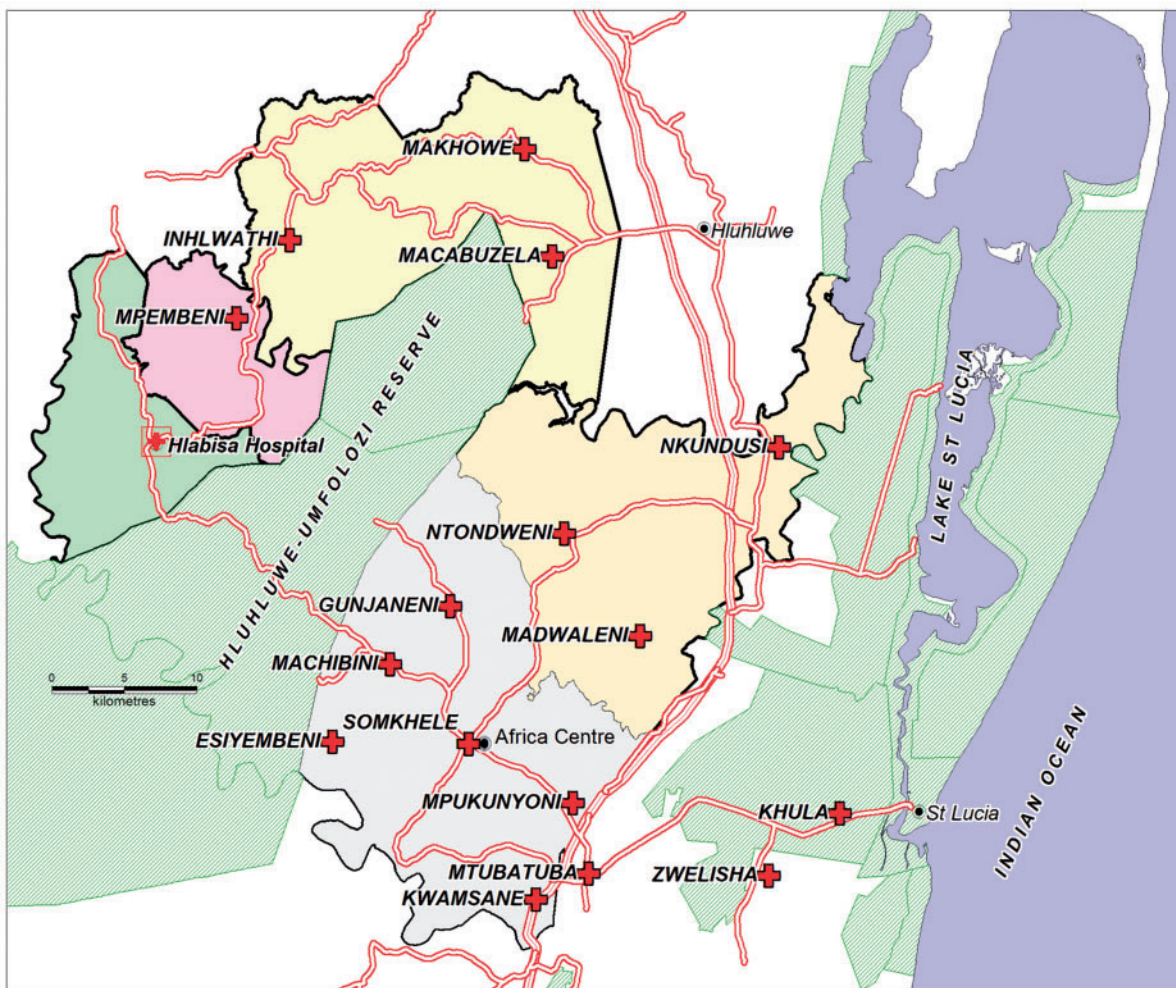 MAKHOWE
Hluhluwe
INHLWATHI
MACABUZELA
MPEMBENI
HLUHLUWE-UMFOLOZI RESERVE
LAKE ST LUCIA
Hlabisa Hospital
NKUNDUSI
NTONDWENI
GUNJANENI
MADWALENI
MACHIBINI
0 5 10
kilometres
SOMKHELE
Africa Centre
ESIYEMBENI
MPUKUNYONI
KHULA
St Lucia
INDIAN OCEAN
MTUBATUBA
ZWELISHA
KWAMSANE